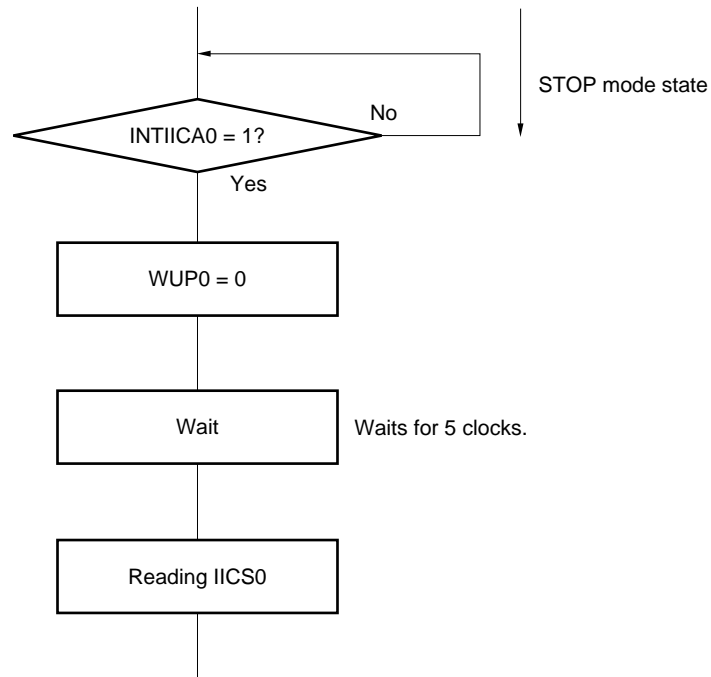 STOP mode state
No
INTIICA0 = 1?
Yes
WUP0 = 0
Wait
Waits for 5 clocks.
Reading IICS0